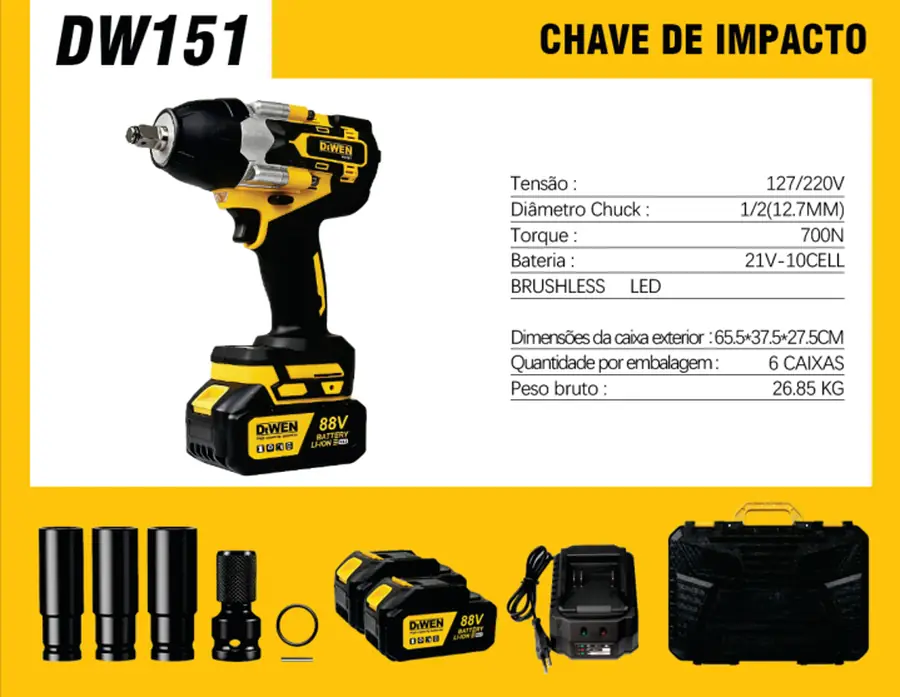 DW151
CHAVE DE IMPACTO
DiWEN
Tensão : 127/220V
Diâmetro Chuck : 1/2(12.7MM)
Torque : 700N
Bateria : 21V-10CELL
BRUSHLESS LED
Dimensões da caixa exterior : 65.5*37.5*27.5CM
Quantidade por embalagem : 6 CAIXAS
Peso bruto : 26.85 KG
DiWEN
88V
BATTERY
LI-ION
DiWEN
88V
BATTERY
LI-ION